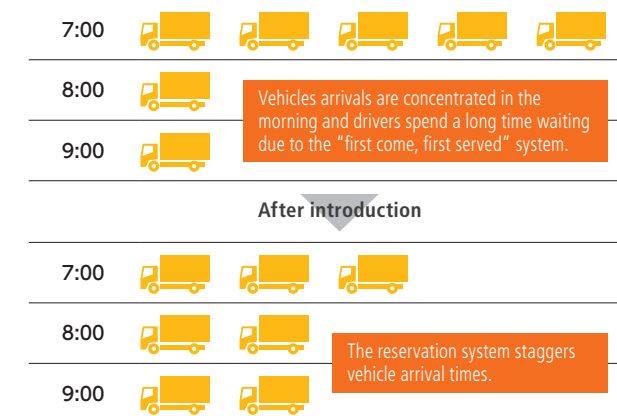 7:00
8:00
Vehicles arrivals are concentrated in the
morning and drivers spend a long time waiting
due to the “first come, first served” system.
9:00
After introduction
7:00
8:00
The reservation system staggers
vehicle arrival times.
9:00